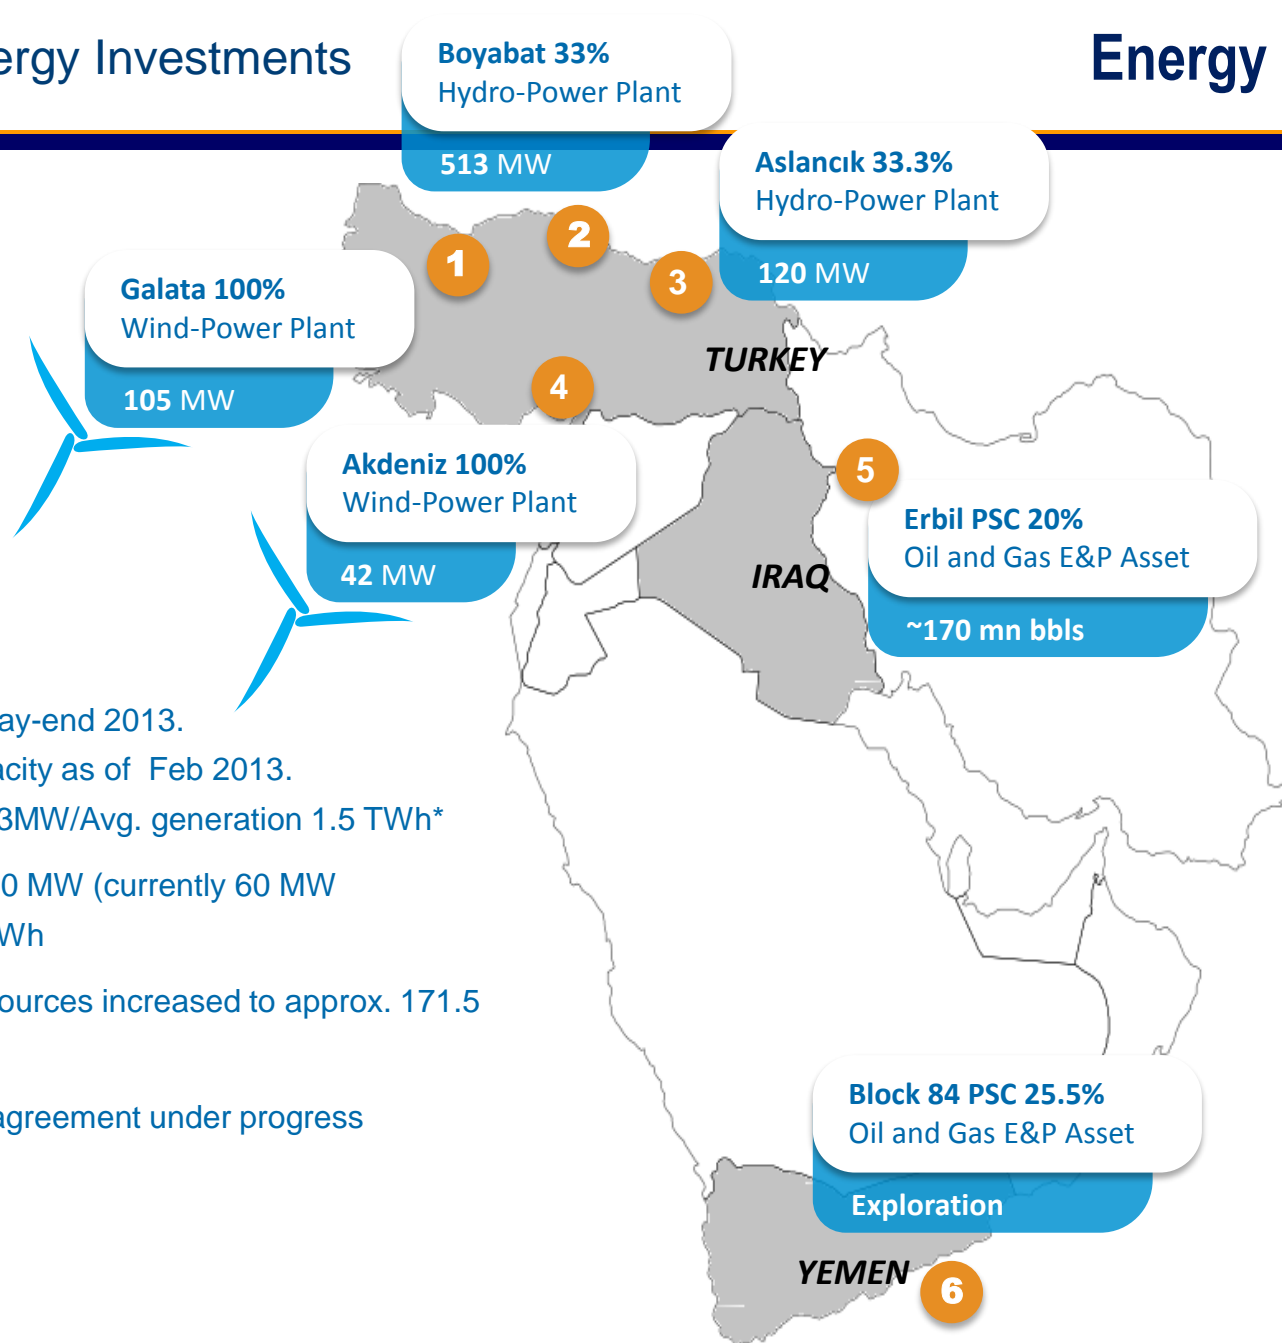 ergy Investments
Energy
Boyabat 33%
Hydro-Power Plant
513 MW
Aslancık 33.3%
Hydro-Power Plant
120 MW
1
2
3
Galata 100%
Wind-Power Plant
105 MW
TURKEY
4
Akdeniz 100%
Wind-Power Plant
42 MW
5
Erbil PSC 20%
Oil and Gas E&P Asset
~170 mn bbls
IRAQ
ay-end 2013.
acity as of Feb 2013.
3MW/Avg. generation 1.5 TWh*
0 MW (currently 60 MW
Wh
ources increased to approx. 171.5
agreement under progress
Block 84 PSC 25.5%
Oil and Gas E&P Asset
Exploration
YEMEN
6